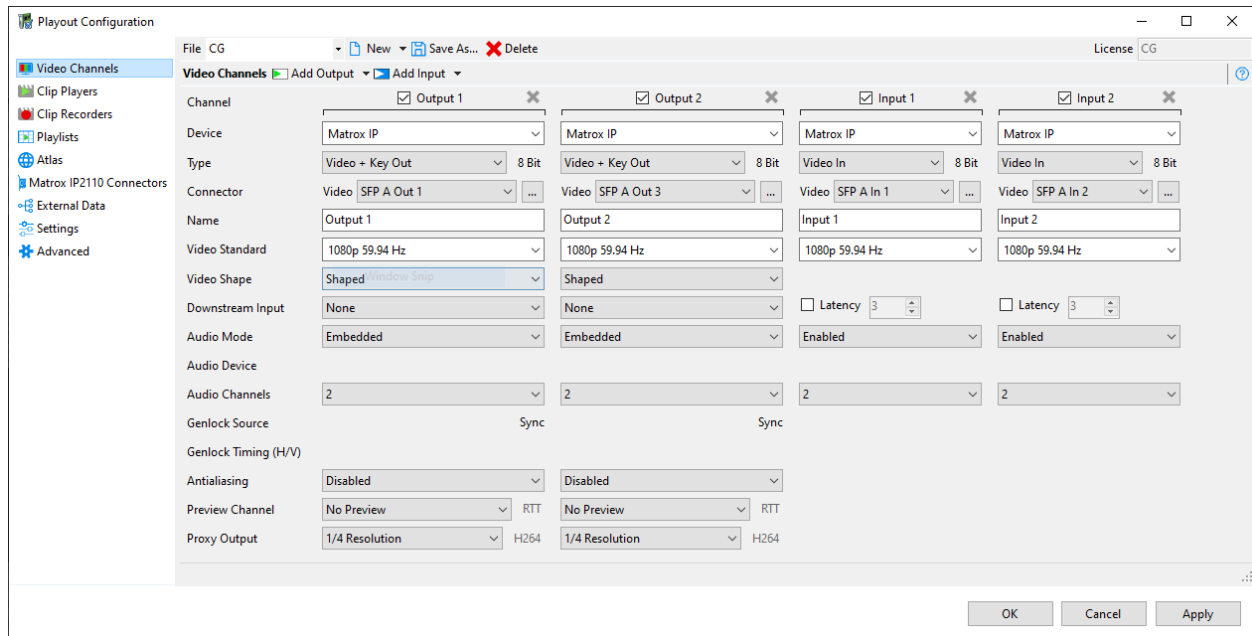 Playout Configuration
File CG New Save As... Delete License CG
Video Channels Video Channels Add Output Add Input
Clip Players
Clip Recorders
Playlists
Atlas
Matrox IP2110 Connectors
External Data
Settings
Advanced
Channel Output 1 Output 2 Input 1 Input 2
Device Matrox IP Matrox IP Matrox IP Matrox IP
Type Video + Key Out 8 Bit Video + Key Out 8 Bit Video In 8 Bit Video In 8 Bit
Connector Video SFP A Out 1 ... Video SFP A Out 3 ... Video SFP A In 1 ... Video SFP A In 2 ...
Name Output 1 Output 2 Input 1 Input 2
Video Standard 1080p 59.94 Hz 1080p 59.94 Hz 1080p 59.94 Hz 1080p 59.94 Hz
Video Shape Shaped Window Snip Shaped
Downstream Input None None Latency 3 Latency 3
Audio Mode Embedded Embedded Enabled Enabled
Audio Device
Audio Channels 2 2 2 2
Genlock Source Sync Sync
Genlock Timing (H/V)
Antialiasing Disabled Disabled
Preview Channel No Preview RTT No Preview RTT
Proxy Output 1/4 Resolution H264 1/4 Resolution H264
OK Cancel Apply